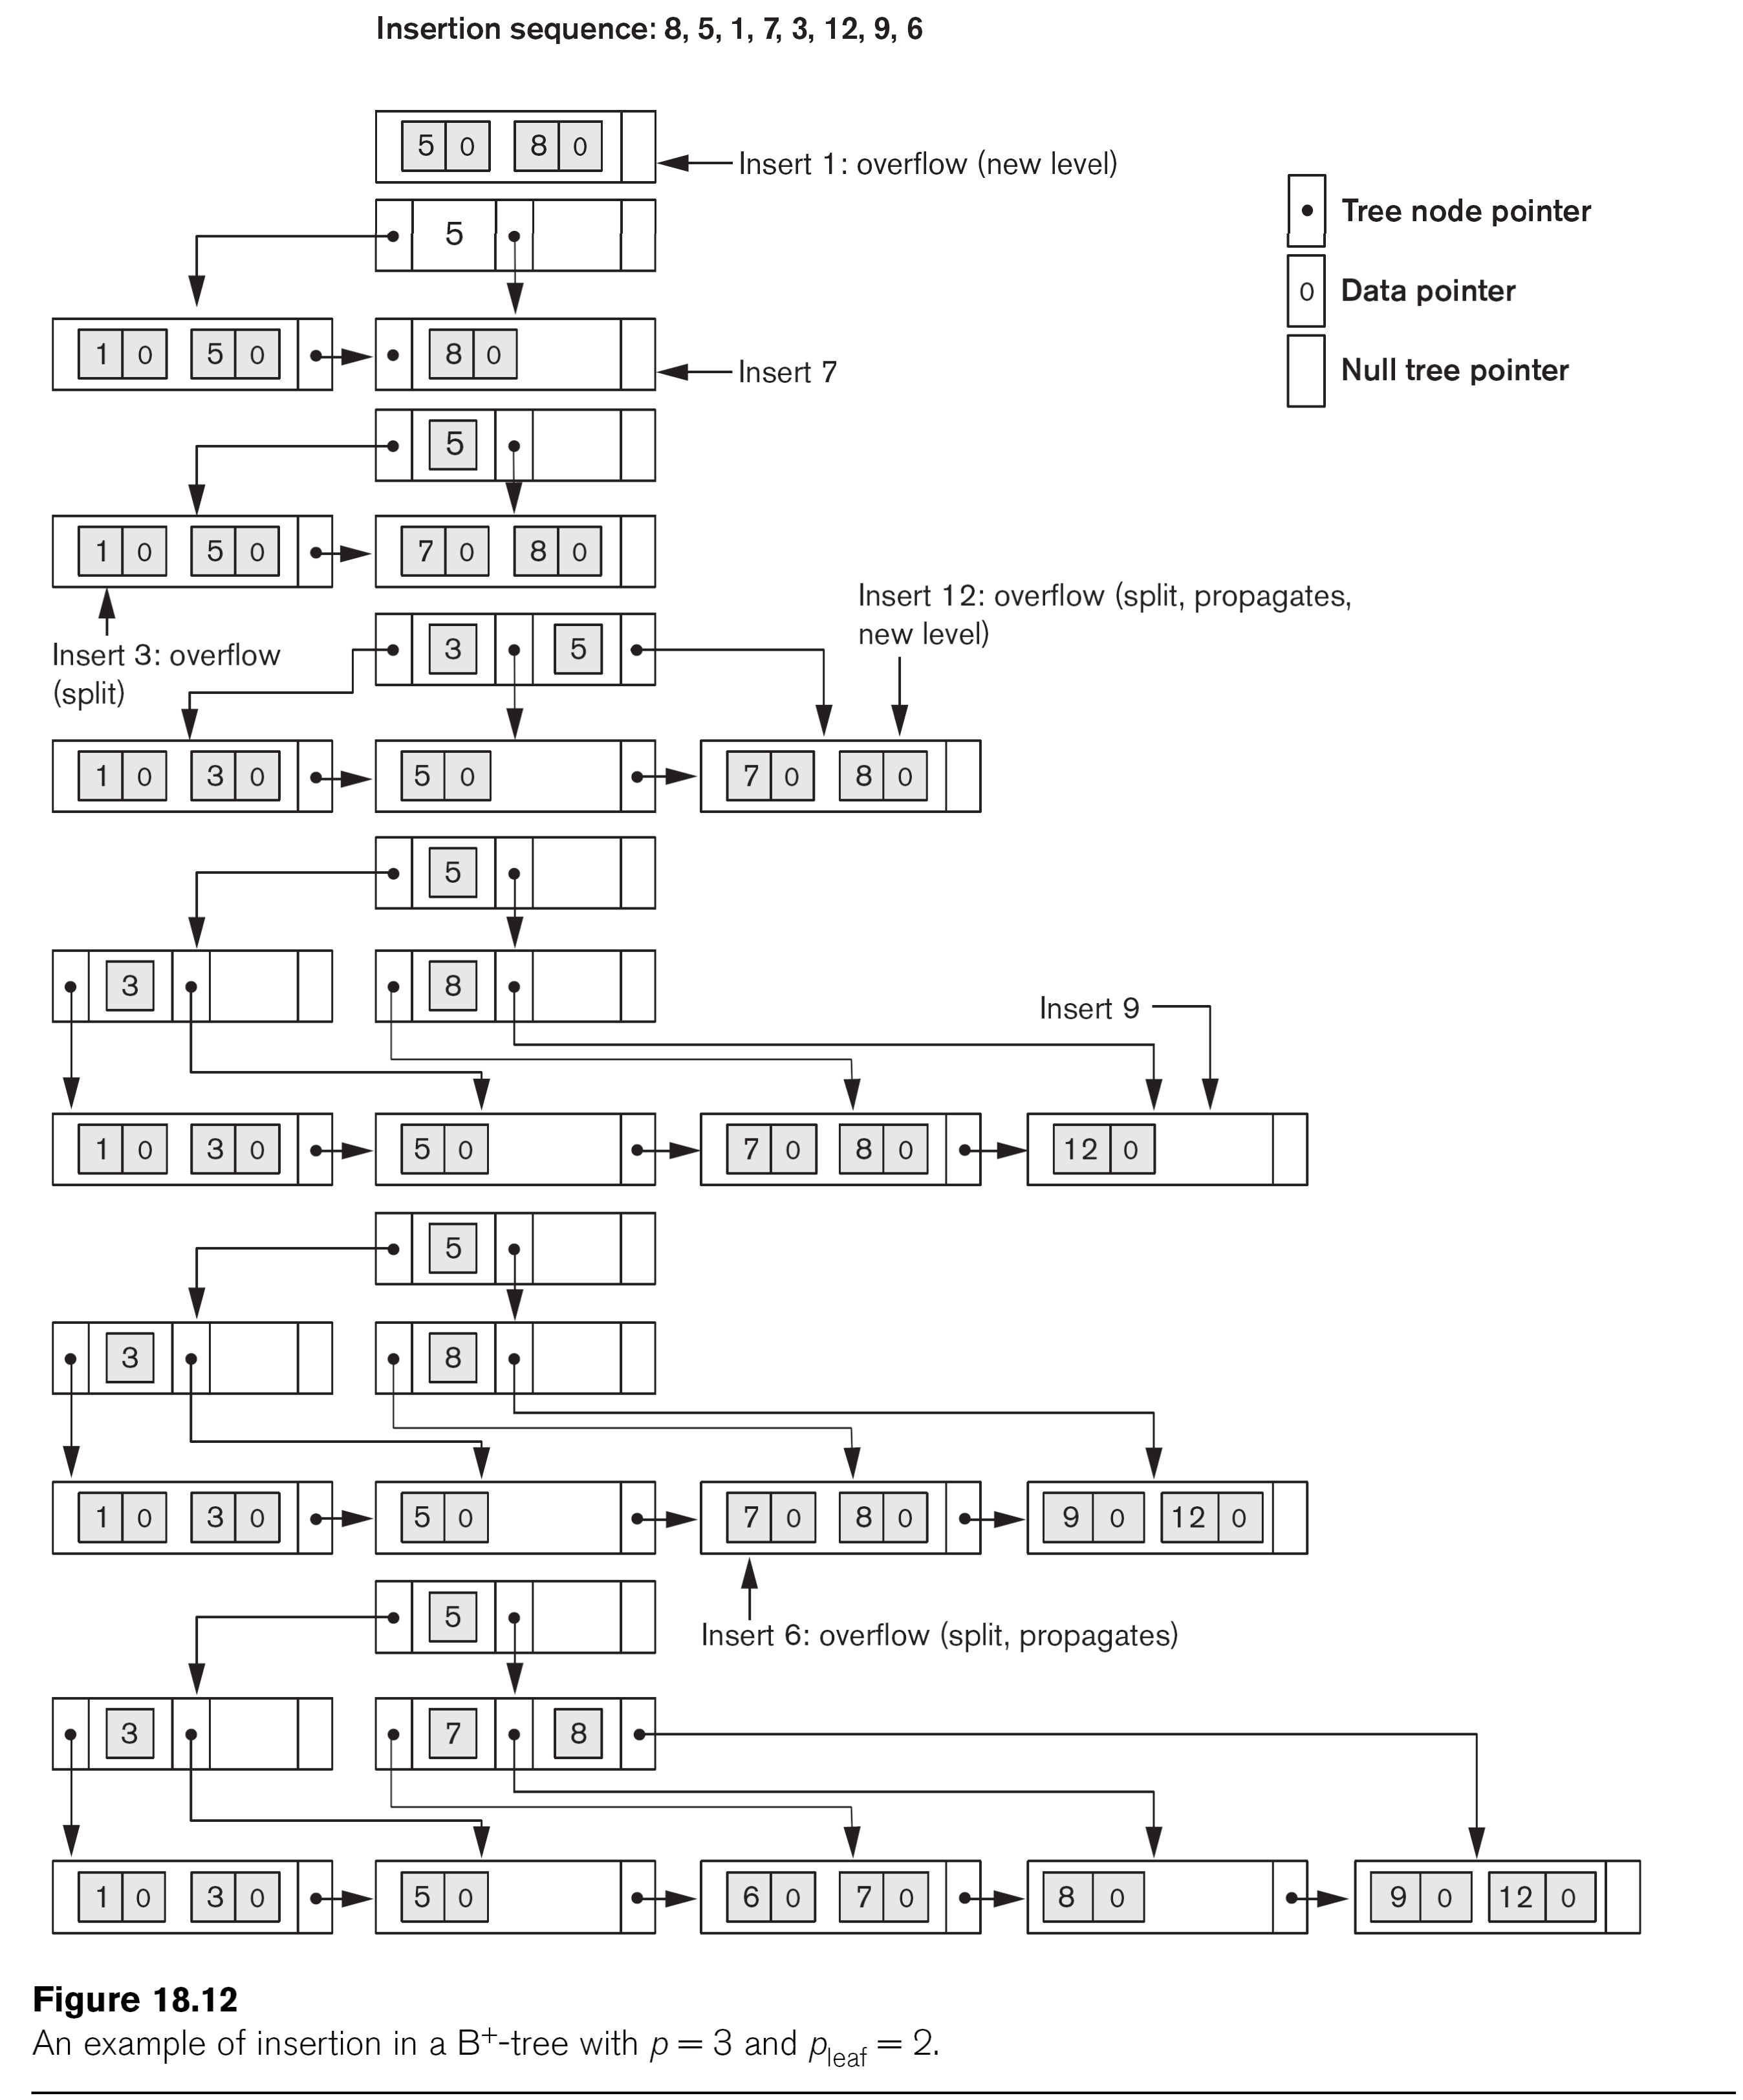 Insertion sequence: 8, 5, 1, 7, 3, 12, 9, 6
5 0 8 0
Insert 1: overflow (new level)
Tree node pointer
0 Data pointer
Null tree pointer
5
1 0 5 0 8 0
Insert 7
5
1 0 5 0 7 0 8 0
Insert 3: overflow
(split)
Insert 12: overflow (split, propagates,
new level)
3 5
1 0 3 0 5 0 7 0 8 0
5
3 8
Insert 9
1 0 3 0 5 0 7 0 8 0 12 0
5
3 8
1 0 3 0 5 0 7 0 8 0 9 0 12 0
Insert 6: overflow (split, propagates)
5
3 7 8
1 0 3 0 5 0 6 0 7 0 8 0 9 0 12 0
Figure 18.12
An example of insertion in a B+-tree with p = 3 and pleaf = 2.